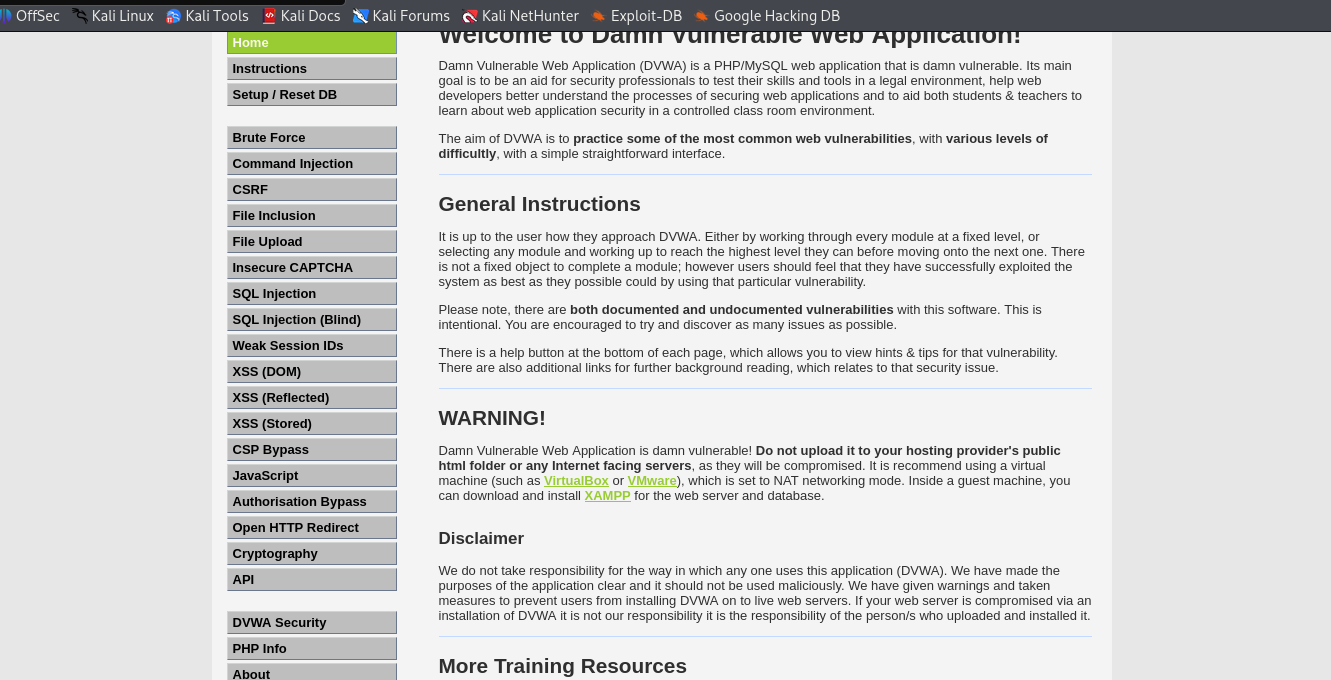 OffSec Kali Linux Kali Tools Kali Docs Kali Forums Kali NetHunter Exploit-DB Google Hacking DB
Home
Instructions
Setup / Reset DB
Brute Force
Command Injection
CSRF
File Inclusion
File Upload
Insecure CAPTCHA
SQL Injection
SQL Injection (Blind)
Weak Session IDs
XSS (DOM)
XSS (Reflected)
XSS (Stored)
CSP Bypass
JavaScript
Authorisation Bypass
Open HTTP Redirect
Cryptography
API
DVWA Security
PHP Info
About
Welcome to Damn Vulnerable Web Application!
Damn Vulnerable Web Application (DVWA) is a PHP/MySQL web application that is damn vulnerable. Its main
goal is to be an aid for security professionals to test their skills and tools in a legal environment, help web
developers better understand the processes of securing web applications and to aid both students & teachers to
learn about web application security in a controlled class room environment.
The aim of DVWA is to practice some of the most common web vulnerabilities, with various levels of
difficultly, with a simple straightforward interface.
General Instructions
It is up to the user how they approach DVWA. Either by working through every module at a fixed level, or
selecting any module and working up to reach the highest level they can before moving onto the next one. There
is not a fixed object to complete a module; however users should feel that they have successfully exploited the
system as best as they possible could by using that particular vulnerability.
Please note, there are both documented and undocumented vulnerabilities with this software. This is
intentional. You are encouraged to try and discover as many issues as possible.
There is a help button at the bottom of each page, which allows you to view hints & tips for that vulnerability.
There are also additional links for further background reading, which relates to that security issue.
WARNING!
Damn Vulnerable Web Application is damn vulnerable! Do not upload it to your hosting provider's public
html folder or any Internet facing servers, as they will be compromised. It is recommend using a virtual
machine (such as VirtualBox or VMware), which is set to NAT networking mode. Inside a guest machine, you
can download and install XAMPP for the web server and database.
Disclaimer
We do not take responsibility for the way in which any one uses this application (DVWA). We have made the
purposes of the application clear and it should not be used maliciously. We have given warnings and taken
measures to prevent users from installing DVWA on to live web servers. If your web server is compromised via an
installation of DVWA it is not our responsibility it is the responsibility of the person/s who uploaded and installed it.
More Training Resources